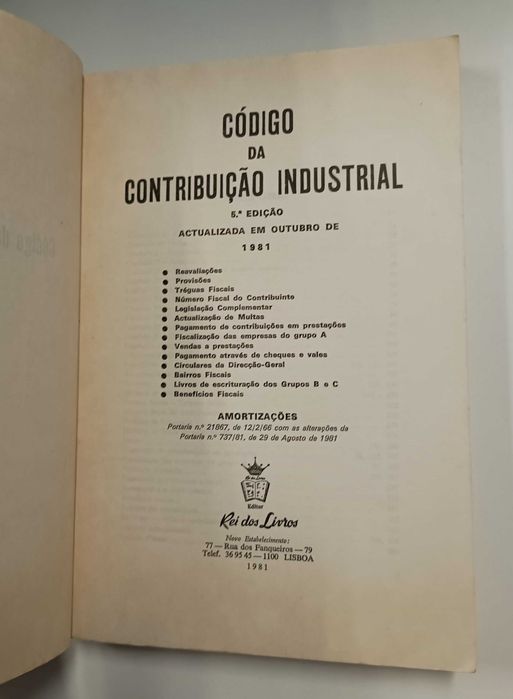 CÓDIGO
DA
CONTRIBUIÇÃO INDUSTRIAL
5.ª EDIÇÃO
ACTUALIZADA EM OUTUBRO DE
1981
● Reavaliações
● Provisões
● Tréguas Fiscais
● Número Fiscal do Contribuinte
● Legislação Complementar
● Actualização de Multas
● Pagamento de contribuições em prestações
● Fiscalização das empresas do grupo A
● Vendas a prestações
● Pagamento através de cheques e vales
● Circulares da Direcção-Geral
● Bairros Fiscais
● Livros de escrituração dos Grupos B e C
● Benefícios Fiscais
AMORTIZAÇÕES
Portaria n.º 21867, de 12/2/66 com as alterações da
Portaria n.º 737/81, de 29 de Agosto de 1981
Rei dos Livros
Editor
Rei dos Livros
Novo Estabelecimento:
77 — Rua dos Fanqueiros — 79
Telef. 36 95 45 — 1100 LISBOA
1981